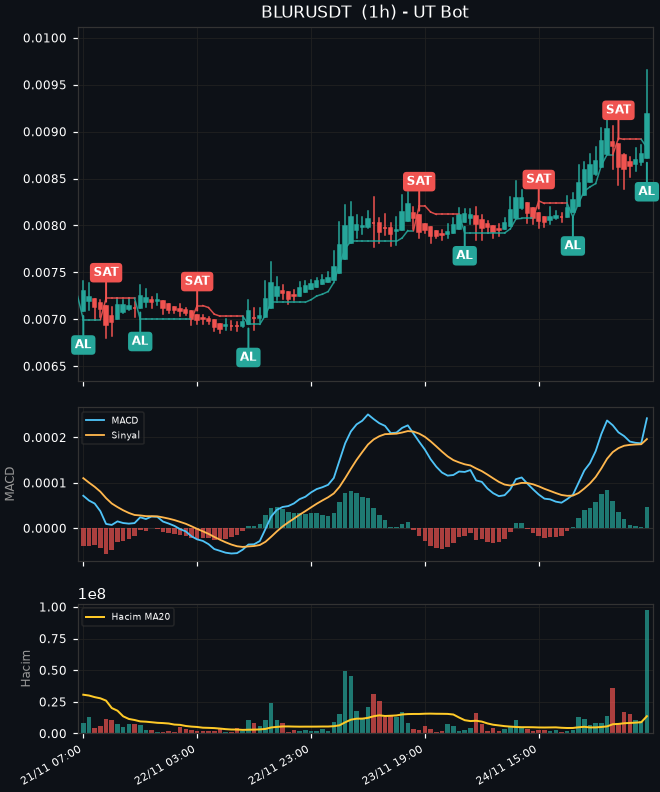 BLURUSDT (1h) - UT Bot
0.0100
0.0095
0.0090
0.0085
0.0080
0.0075
0.0070
0.0065
SAT
SAT
SAT
SAT
SAT
AL
AL
AL
AL
AL
AL
MACD
Sinyal
MACD
0.0002
0.0001
0.0000
1e8
Hacim MA20
Hacim
1.00
0.75
0.50
0.25
0.00
21/11 07:00
22/11 03:00
22/11 23:00
23/11 19:00
24/11 15:00